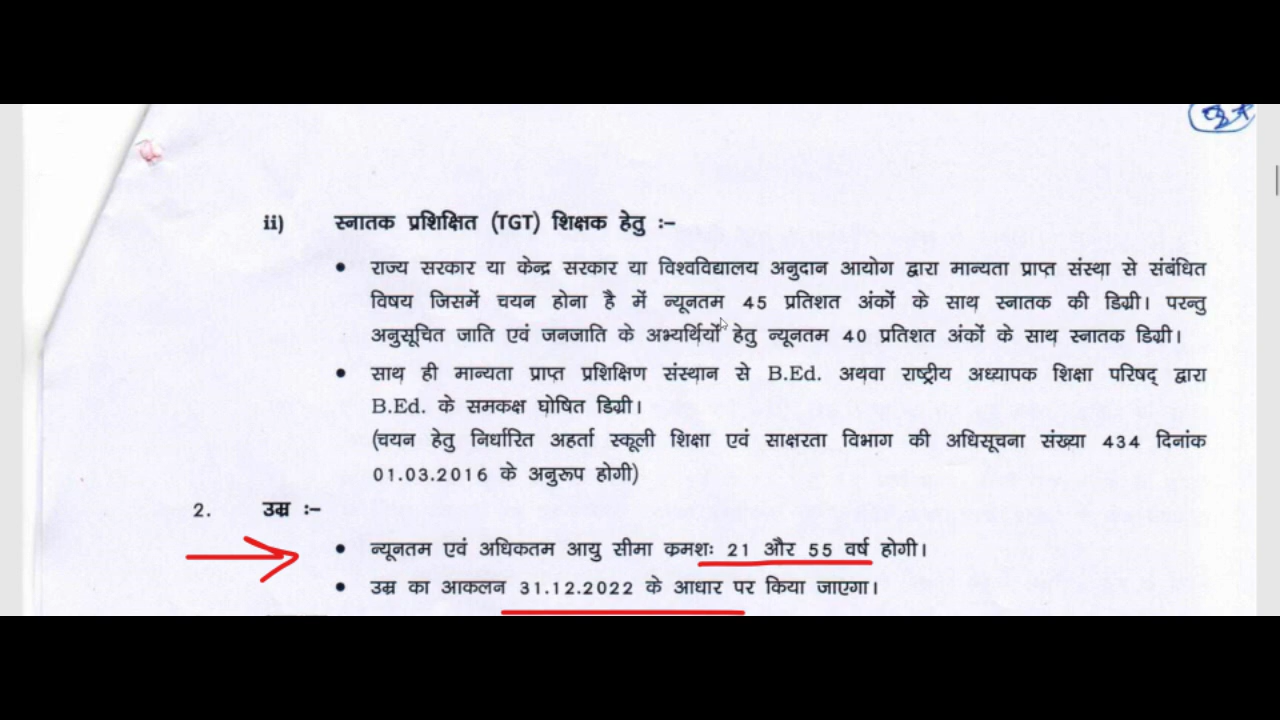 ii) स्नातक प्रशिक्षित (TGT) शिक्षक हेतु :–
• राज्य सरकार या केन्द्र सरकार या विश्वविद्यालय अनुदान आयोग द्वारा मान्यता प्राप्त संस्था से संबंधित
विषय जिसमें चयन होना है में न्यूनतम 45 प्रतिशत अंकों के साथ स्नातक की डिग्री। परन्तु
अनुसूचित जाति एवं जनजाति के अभ्यर्थियों हेतु न्यूनतम 40 प्रतिशत अंकों के साथ स्नातक डिग्री।
• साथ ही मान्यता प्राप्त प्रशिक्षिण संस्थान से B.Ed. अथवा राष्ट्रीय अध्यापक शिक्षा परिषद् द्वारा
B.Ed. के समकक्ष घोषित डिग्री।
(चयन हेतु निर्धारित अहर्ता स्कूली शिक्षा एवं साक्षरता विभाग की अधिसूचना संख्या 434 दिनांक
01.03.2016 के अनुरूप होगी)
2. उम्र :–
• न्यूनतम एवं अधिकतम आयु सीमा क्रमशः 21 और 55 वर्ष होगी।
• उम्र का आकलन 31.12.2022 के आधार पर किया जाएगा।